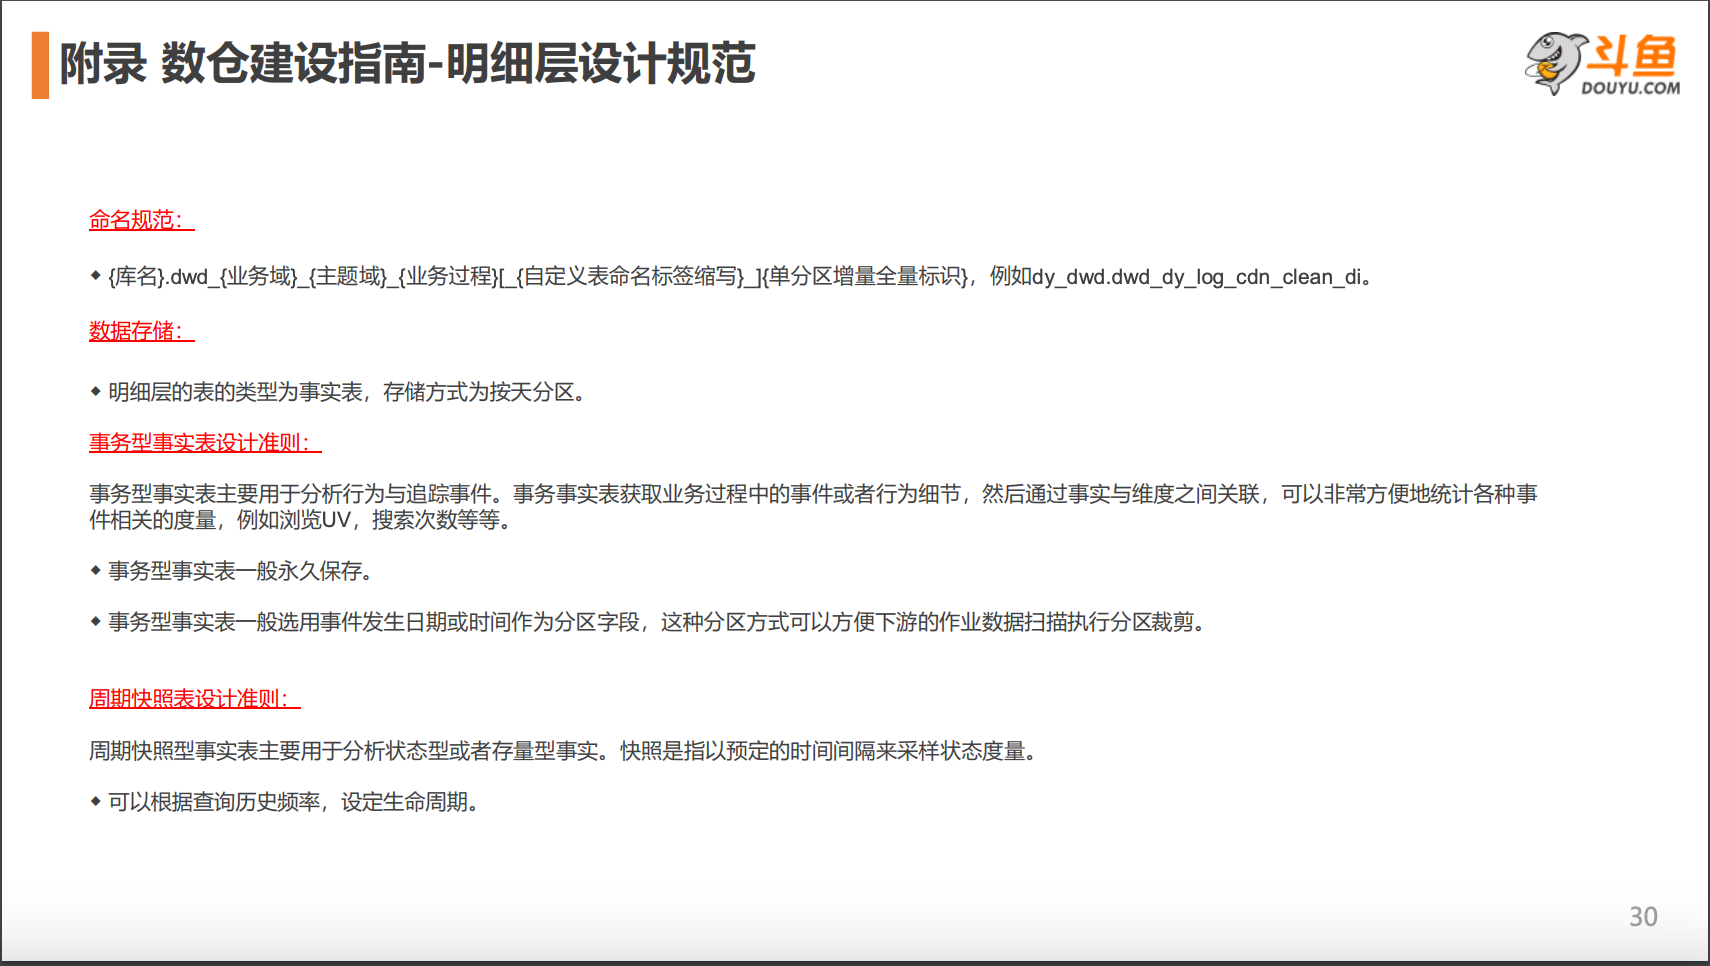 附录 数仓建设指南-明细层设计规范
斗鱼
DOUYU.COM
命名规范：
◆ {库名}.dwd_{业务域}_{主题域}_{业务过程}[_{自定义表命名标签缩写}_]{单分区增量全量标识}，例如dy_dwd.dwd_dy_log_cdn_clean_di。
数据存储：
◆ 明细层的表的类型为事实表，存储方式为按天分区。
事务型事实表设计准则：
事务型事实表主要用于分析行为与追踪事件。事务事实表获取业务过程中的事件或者行为细节，然后通过事实与维度之间关联，可以非常方便地统计各种事
件相关的度量，例如浏览UV，搜索次数等等。
◆ 事务型事实表一般永久保存。
◆ 事务型事实表一般选用事件发生日期或时间作为分区字段，这种分区方式可以方便下游的作业数据扫描执行分区裁剪。
周期快照表设计准则：
周期快照型事实表主要用于分析状态型或者存量型事实。快照是指以预定的时间间隔来采样状态度量。
◆ 可以根据查询历史频率，设定生命周期。
30